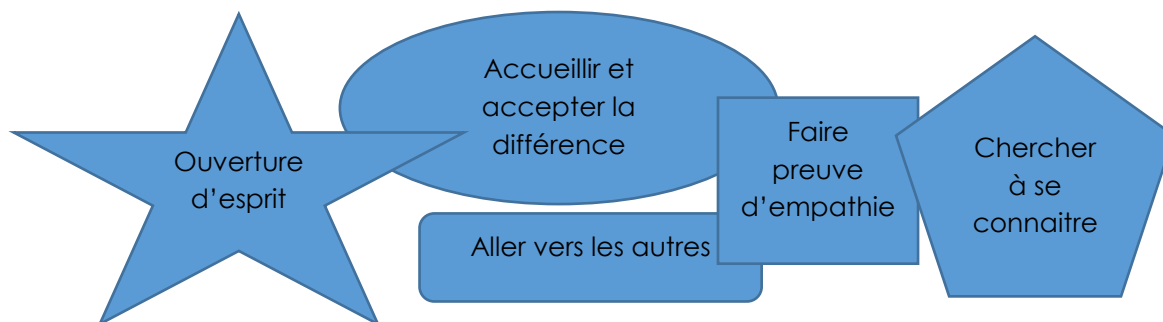 Ouverture
d’esprit
Accueillir et
accepter la
différence
Aller vers les autres
Faire
preuve
d’empathie
Chercher
à se
connaitre